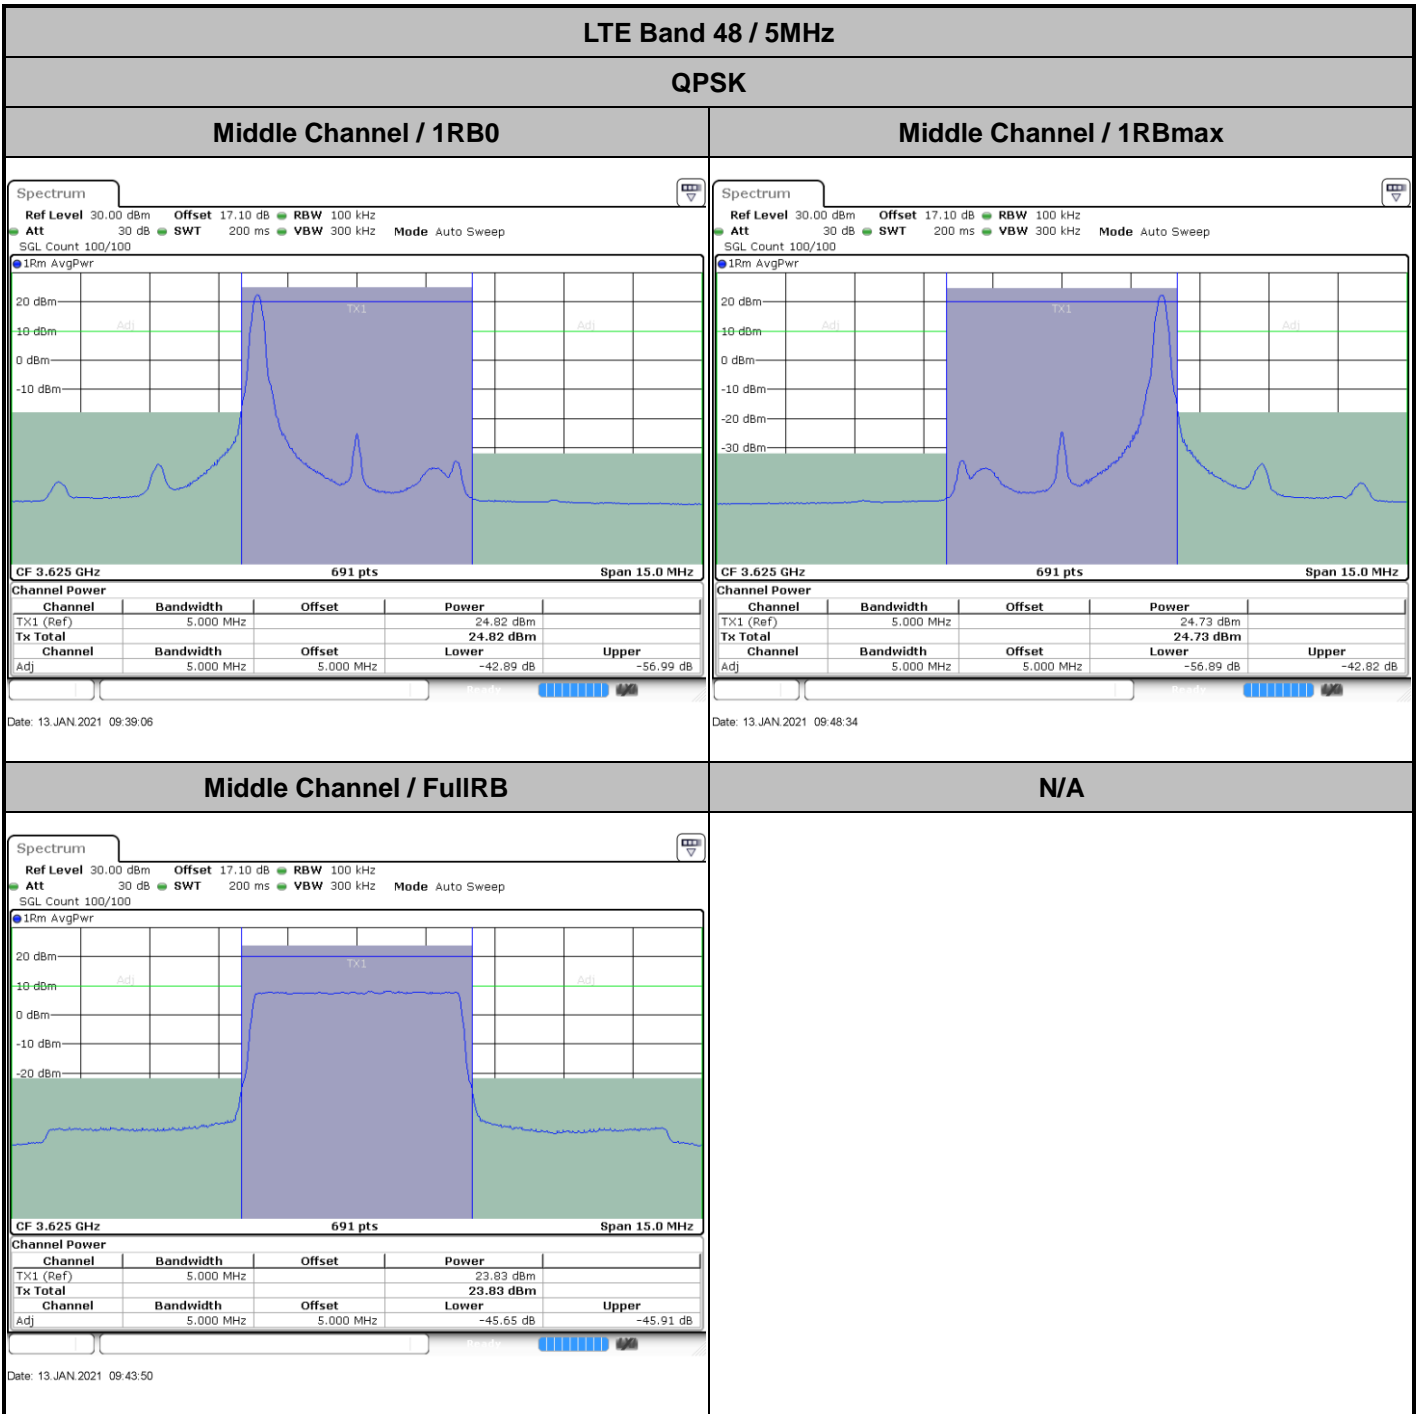 LTE Band 48 / 5MHz
QPSK
Middle Channel / 1RB0
Middle Channel / 1RBmax
Spectrum
Ref Level 30.00 dBm Offset 17.10 dB RBW 100 kHz
Att 30 dB SWT 200 ms VBW 300 kHz Mode Auto Sweep
SGL Count 100/100
1Rm AvgPwr
20 dBm
TX1
Adj
Adj
10 dBm
0 dBm
-10 dBm
CF 3.625 GHz 691 pts Span 15.0 MHz
Channel Power
Channel Bandwidth Offset Power
TX1 (Ref) 5.000 MHz 24.82 dBm
Tx Total 24.82 dBm
Channel Bandwidth Offset Lower Upper
Adj 5.000 MHz 5.000 MHz -42.89 dB -56.99 dB
Ready
Date: 13.JAN.2021 09:39:06
Spectrum
Ref Level 30.00 dBm Offset 17.10 dB RBW 100 kHz
Att 30 dB SWT 200 ms VBW 300 kHz Mode Auto Sweep
SGL Count 100/100
1Rm AvgPwr
20 dBm
TX1
Adj
Adj
10 dBm
0 dBm
-10 dBm
-20 dBm
-30 dBm
CF 3.625 GHz 691 pts Span 15.0 MHz
Channel Power
Channel Bandwidth Offset Power
TX1 (Ref) 5.000 MHz 24.73 dBm
Tx Total 24.73 dBm
Channel Bandwidth Offset Lower Upper
Adj 5.000 MHz 5.000 MHz -56.89 dB -42.82 dB
Ready
Date: 13.JAN.2021 09:48:34
Middle Channel / FullRB
N/A
Spectrum
Ref Level 30.00 dBm Offset 17.10 dB RBW 100 kHz
Att 30 dB SWT 200 ms VBW 300 kHz Mode Auto Sweep
SGL Count 100/100
1Rm AvgPwr
20 dBm
TX1
Adj
Adj
10 dBm
0 dBm
-10 dBm
-20 dBm
CF 3.625 GHz 691 pts Span 15.0 MHz
Channel Power
Channel Bandwidth Offset Power
TX1 (Ref) 5.000 MHz 23.83 dBm
Tx Total 23.83 dBm
Channel Bandwidth Offset Lower Upper
Adj 5.000 MHz 5.000 MHz -45.65 dB -45.91 dB
Ready
Date: 13.JAN.2021 09:43:50